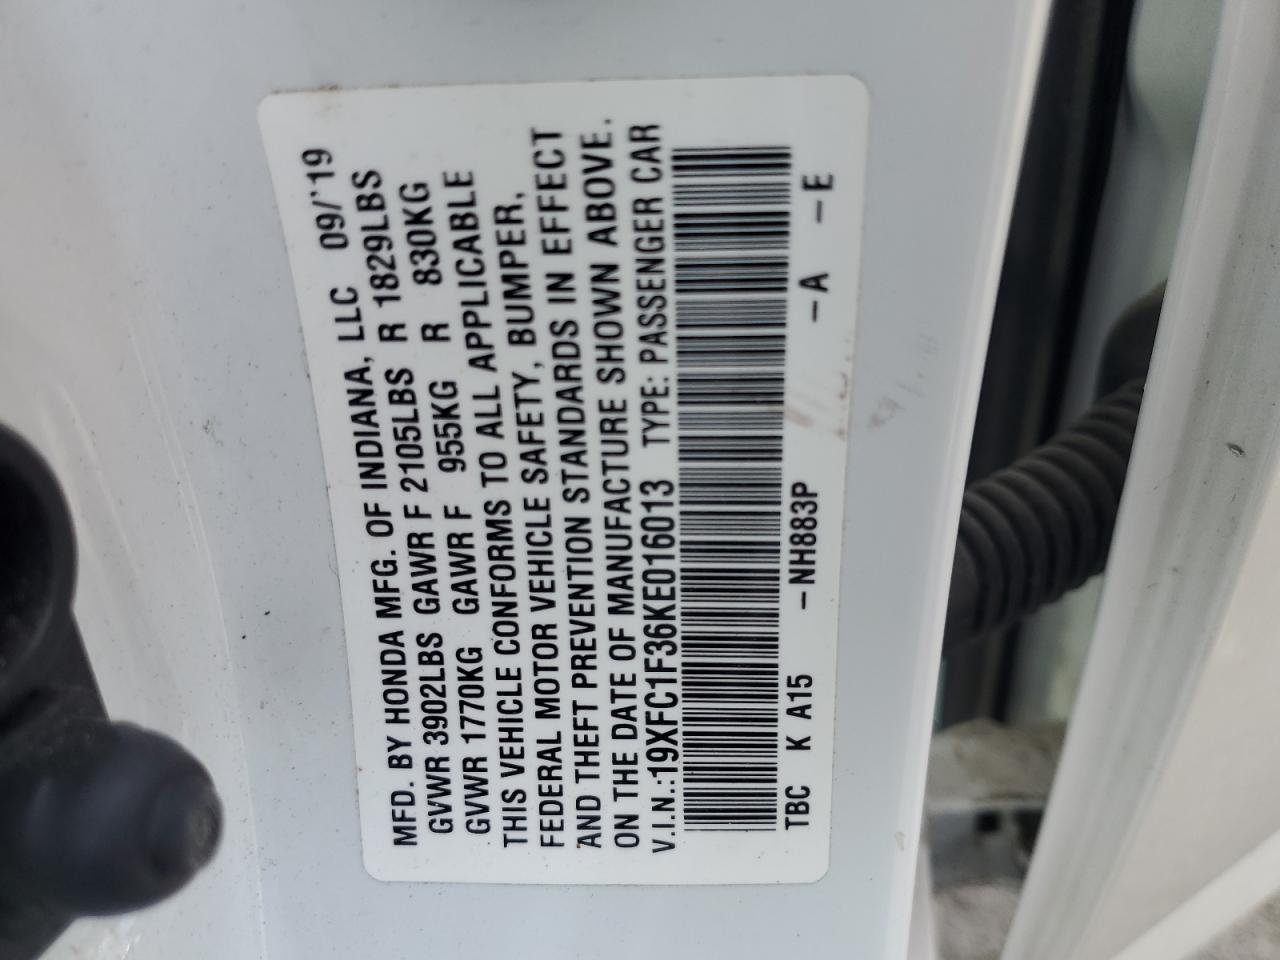 MFD. BY HONDA MFG. OF INDIANA, LLC 09/'19
GVWR 3902LBS GAWR F 2105LBS R 1829LBS
GVWR 1770KG GAWR F 955KG R 830KG
THIS VEHICLE CONFORMS TO ALL APPLICABLE
FEDERAL MOTOR VEHICLE SAFETY, BUMPER,
AND THEFT PREVENTION STANDARDS IN EFFECT
ON THE DATE OF MANUFACTURE SHOWN ABOVE.
V.I.N.:19XFC1F36KE016013 TYPE: PASSENGER CAR
TBC K A15 -NH883P -A -E